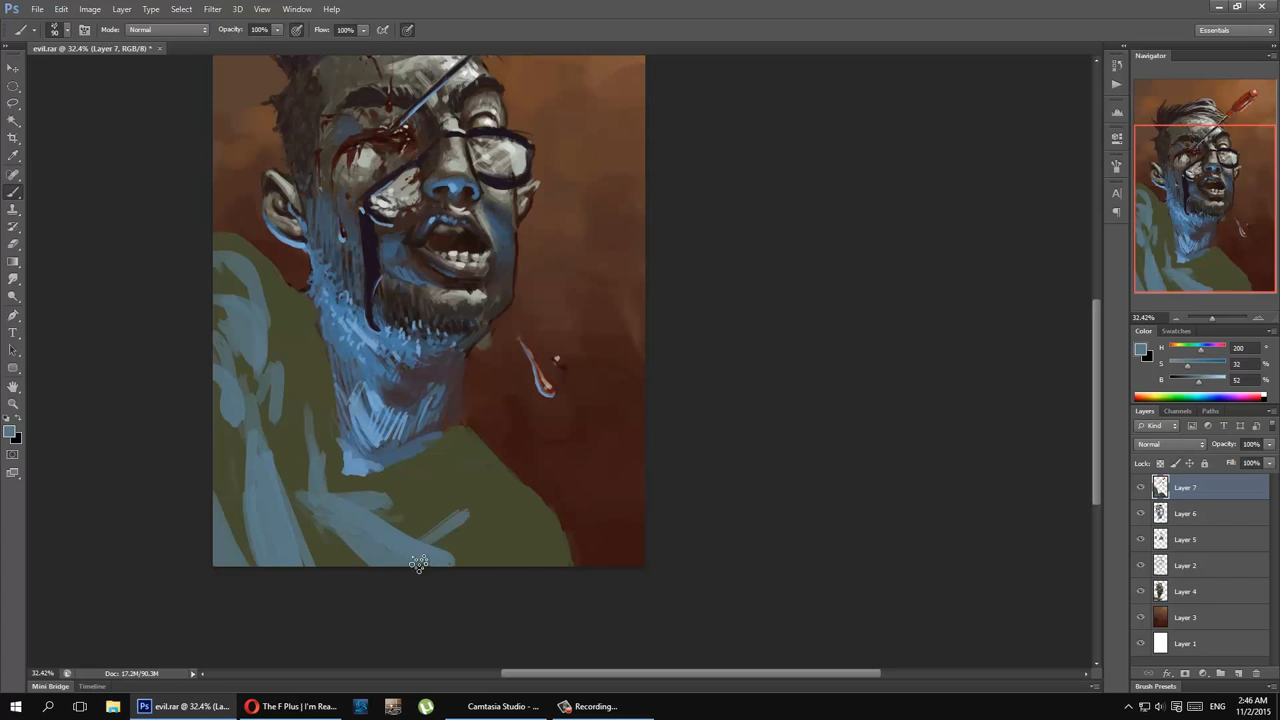 Ps File Edit Image Layer Type Select Filter 3D View Window Help
90 Mode: Normal Opacity: 100% Flow: 100% Essentials
evil.rar @ 32.4% (Layer 7, RGB/8) * ×
Navigator
32.42%
Color Swatches
H 200 °
S 32 %
B 52 %
Layers Channels Paths
Kind
Normal Opacity: 100%
Lock: Fill: 100%
Layer 7
Layer 6
Layer 5
Layer 2
Layer 4
Layer 3
Layer 1
32.42% Doc: 17.2M/90.3M
Mini Bridge Timeline Brush Presets
Ps evil.rar @ 32.4% (La... The F Plus | I'm Rea... Camtasia Studio - ... Recording... ENG 2:46 AM
11/2/2015